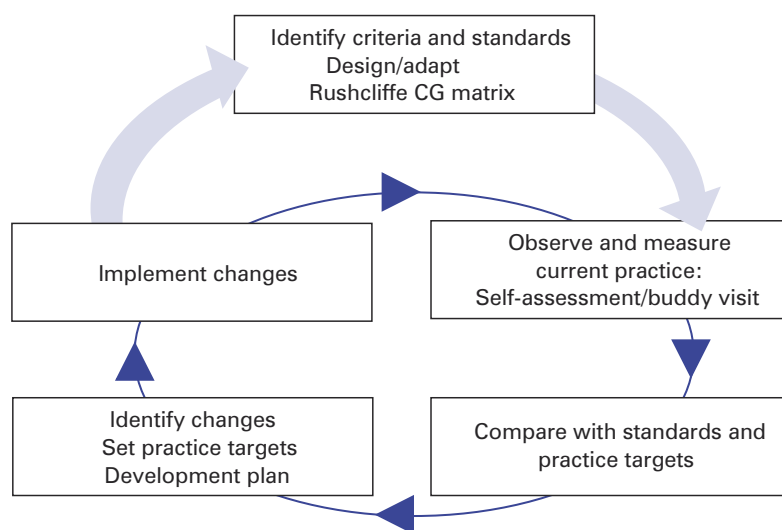 Identify criteria and standards
Design/adapt
Rushcliffe CG matrix
Observe and measure
current practice:
Self-assessment/buddy visit
Compare with standards and
practice targets
Identify changes
Set practice targets
Development plan
Implement changes